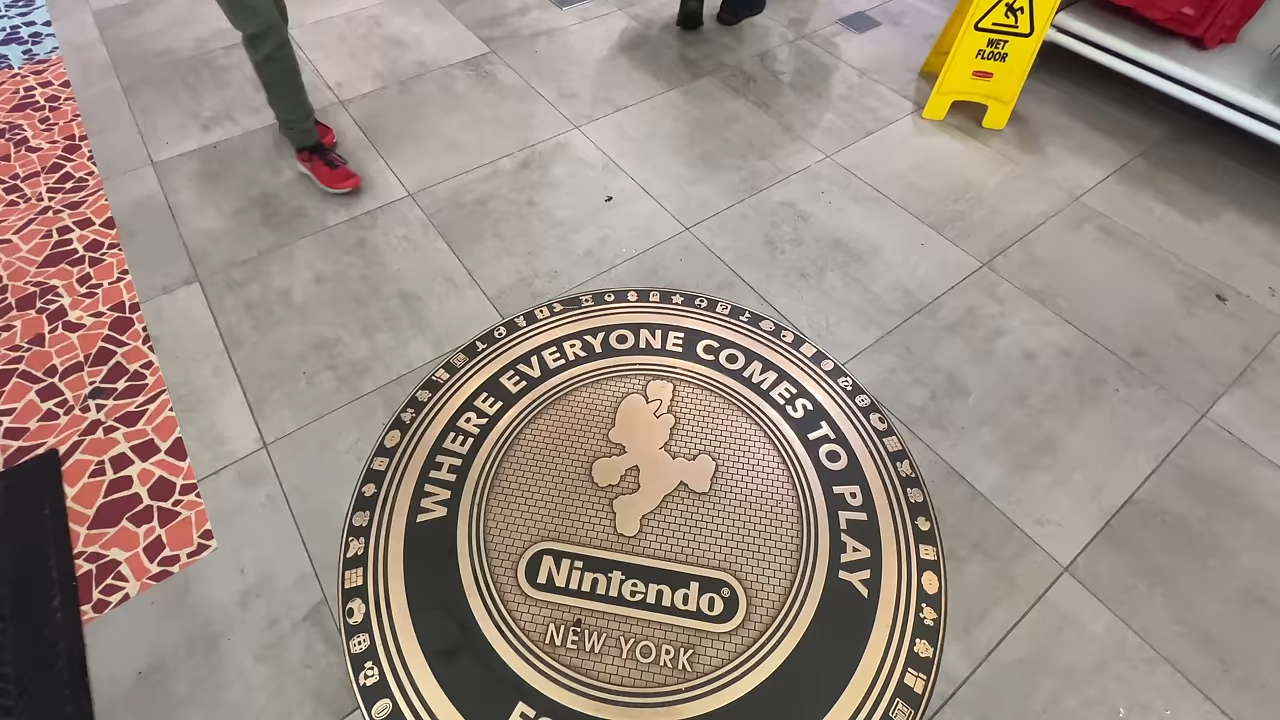 WET
FLOOR
WHERE EVERYONE COMES TO PLAY
Nintendo®
NEW YORK